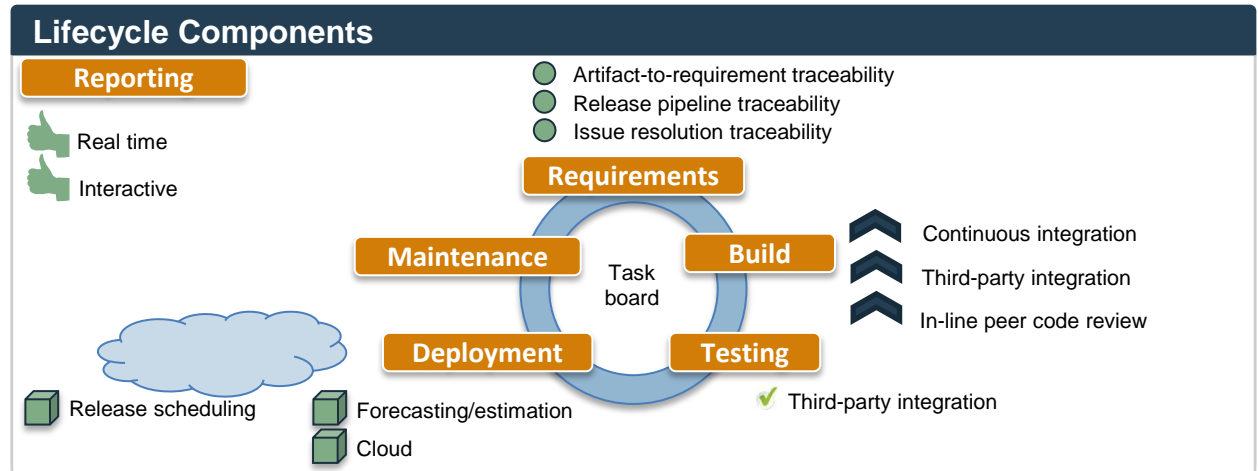 Lifecycle Components
Reporting
Real time
Interactive
Artifact-to-requirement traceability
Release pipeline traceability
Issue resolution traceability
Requirements
Maintenance
Build
Task
board
Continuous integration
Third-party integration
In-line peer code review
Deployment
Testing
Release scheduling
Forecasting/estimation
Cloud
Third-party integration